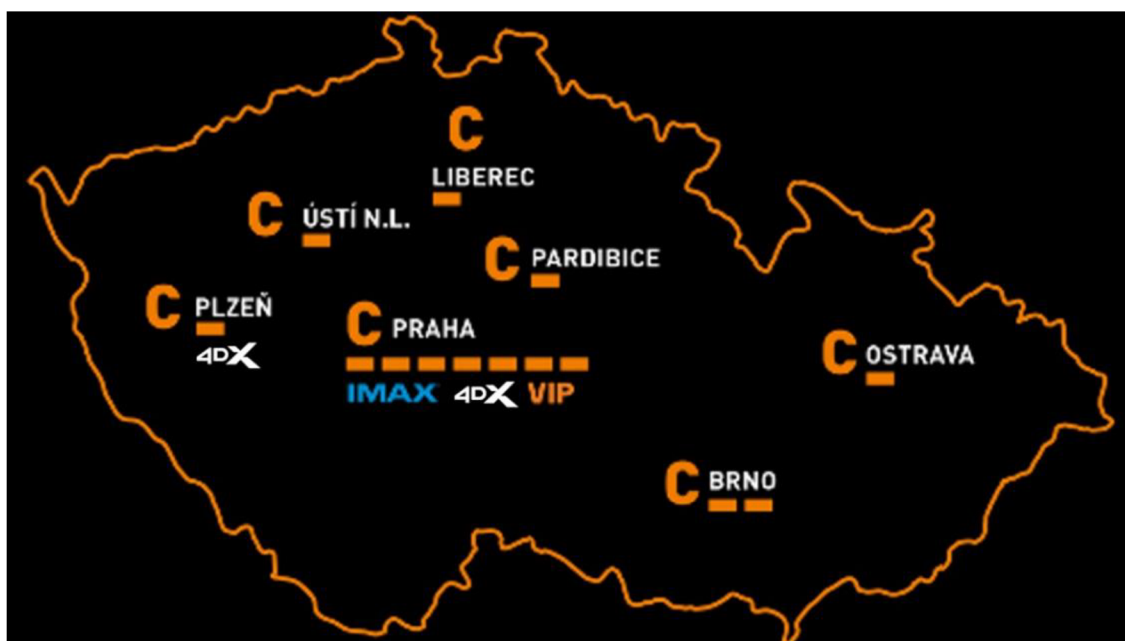 C
LIBEREC
C ÚSTÍ N.L.
C PARDIBICE
C PLZEŇ
4DX
C PRAHA
IMAX 4DX VIP
C OSTRAVA
C BRNO